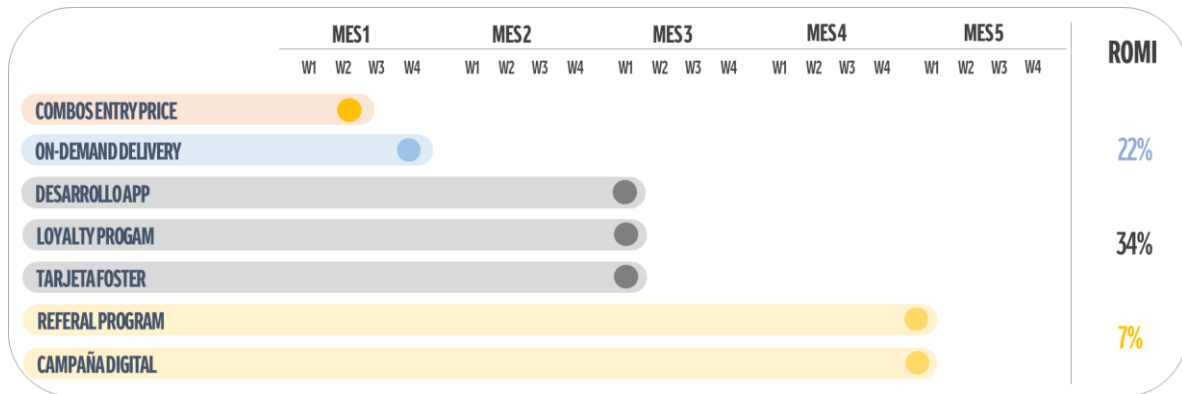 MES1 MES2 MES3 MES4 MES5 ROMI
W1 W2 W3 W4 W1 W2 W3 W4 W1 W2 W3 W4 W1 W2 W3 W4 W1 W2 W3 W4
COMBOS ENTRY PRICE
ON-DEMAND DELIVERY 22%
DESARROLLO APP
LOYALTY PROGAM 34%
TARJETA FOSTER
REFERAL PROGRAM
7%
CAMPAÑA DIGITAL